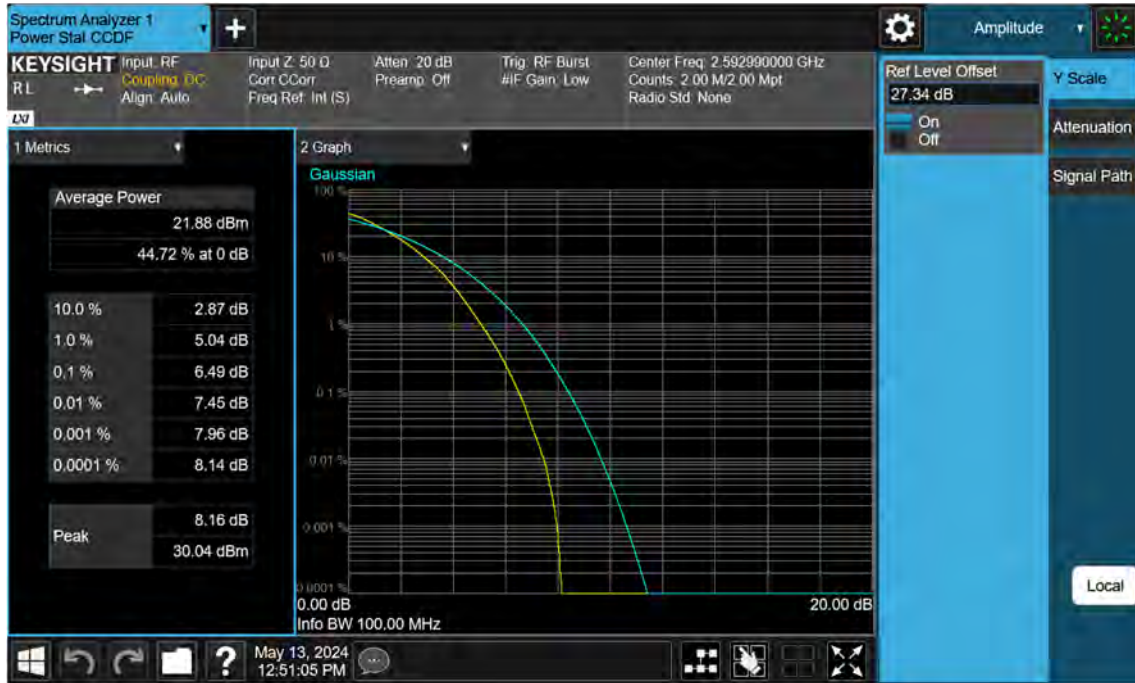 Spectrum Analyzer 1
Power Stat CCDF
+
Amplitude
KEYSIGHT
RL
LXI
Input: RF
Coupling: DC
Align: Auto
Input Z: 50 Ω
Corr CCorr
Freq Ref: Int (S)
Atten: 20 dB
Preamp: Off
Trig: RF Burst
#IF Gain: Low
Center Freq: 2.592990000 GHz
Counts: 2.00 M/2.00 Mpt
Radio Std: None
Ref Level Offset
27.34 dB
On
Off
Y Scale
Attenuation
Signal Path
1 Metrics
Average Power
21.88 dBm
44.72 % at 0 dB
10.0 % 2.87 dB
1.0 % 5.04 dB
0.1 % 6.49 dB
0.01 % 7.45 dB
0.001 % 7.96 dB
0.0001 % 8.14 dB
Peak
8.16 dB
30.04 dBm
2 Graph
Gaussian
100 %
10 %
1 %
0.1 %
0.01 %
0.001 %
0.0001 %
0.00 dB 20.00 dB
Info BW 100.00 MHz
Local
?
May 13, 2024
12:51:05 PM